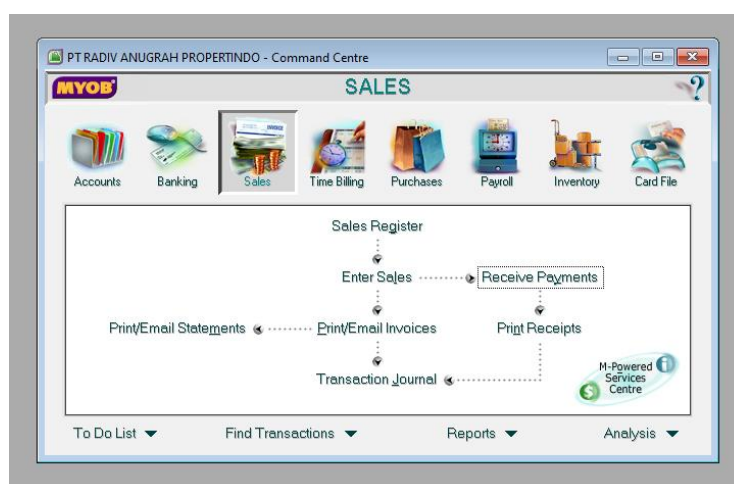 PT RADIV ANUGRAH PROPERTINDO - Command Centre
MYOB
SALES
?
Accounts Banking Sales Time Billing Purchases Payroll Inventory Card File
Sales Register
Enter Sales Receive Payments
Print/Email Statements Print/Email Invoices Print Receipts
Transaction Journal
M-Powered
Services
Centre
To Do List Find Transactions Reports Analysis